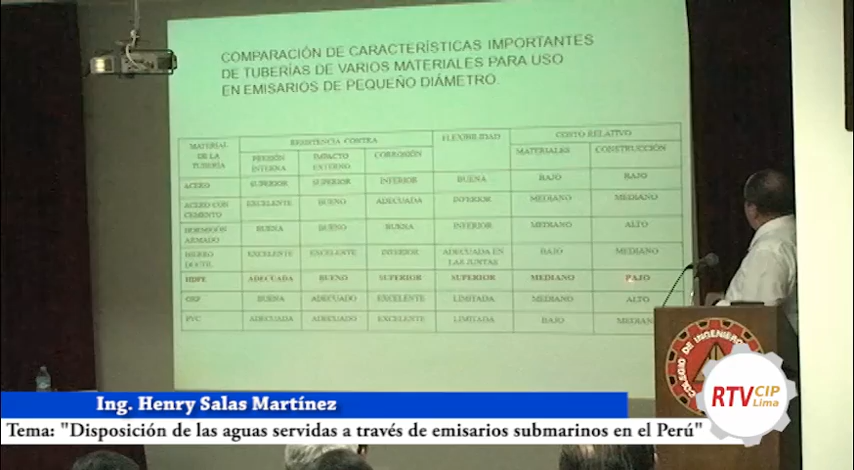 COMPARACIÓN DE CARACTERÍSTICAS IMPORTANTES
DE TUBERÍAS DE VARIOS MATERIALES PARA USO
EN EMISARIOS DE PEQUEÑO DIÁMETRO.
MATERIAL DE LA TUBERÍA RESISTENCIA CONTRA FLEXIBILIDAD COSTO RELATIVO
PRESIÓN INTERNA IMPACTO EXTERNO CORROSIÓN MATERIALES CONSTRUCCIÓN
ACERO SUPERIOR SUPERIOR INFERIOR BUENA BAJO BAJO
ACERO CON CEMENTO EXCELENTE BUENO ADECUADA INFERIOR MEDIANO MEDIANO
HORMIGÓN ARMADO BUENA BUENO BUENA INFERIOR ALTO
HIERRO DÚCTIL EXCELENTE EXCELENTE INFERIOR ADECUADA EN LAS JUNTAS BAJO MEDIANO
HDPE ADECUADA BUENO SUPERIOR SUPERIOR MEDIANO BAJO
BUENA ADECUADO EXCELENTE LIMITADA MEDIANO ALTO
PVC ADECUADA ADECUADO EXCELENTE LIMITADA BAJO
COLEGIO DE INGENIEROS
RTV CIP
Lima
Ing. Henry Salas Martínez
Tema: "Disposición de las aguas servidas a través de emisarios submarinos en el Perú"